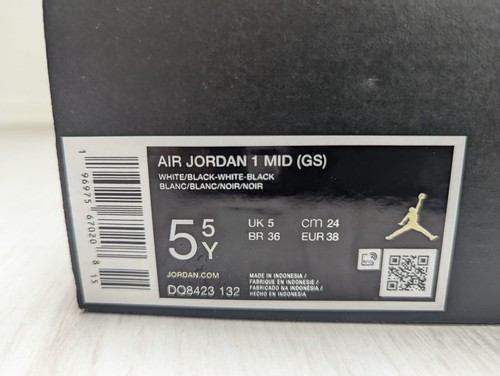 AIR JORDAN 1 MID (GS)
WHITE/BLACK-WHITE-BLACK
BLANC/BLANC/NOIR/NOIR
5 5 Y
UK 5 cm 24
BR 36 EUR 38
JORDAN.COM
DQ8423 132
MADE IN INDONESIA /
FABRIQUE EN INDONESIE /
FABRICADO NA INDONÉSIA /
HECHO EN INDONESIA
1 96975 67020 8 15